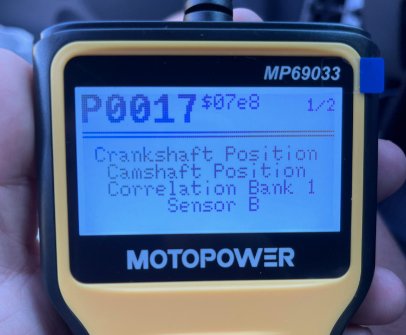 MP69033
P0017 $07e8 1/2
Crankshaft Position
Camshaft Position
Correlation Bank 1
Sensor B
MOTOPOWER